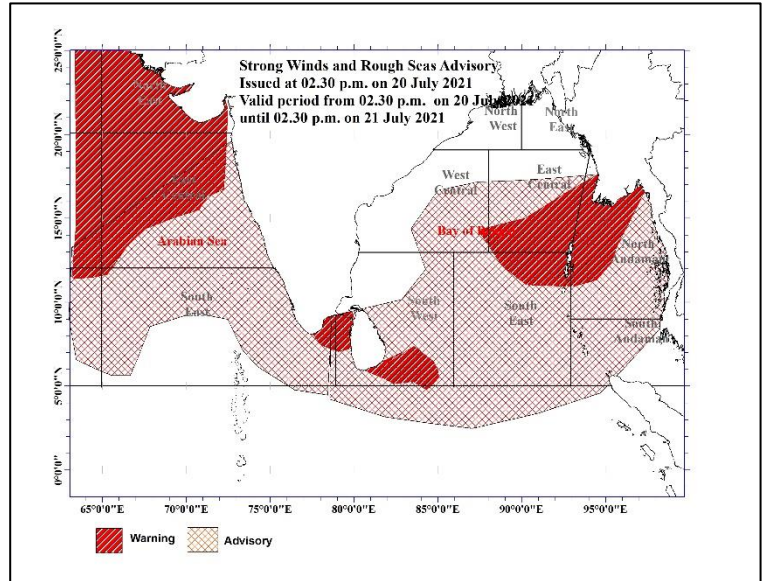 Strong Winds and Rough Seas Advisory
Issued at 02.30 p.m. on 20 July 2021
Valid period from 02.30 p.m. on 20 July 2021
until 02.30 p.m. on 21 July 2021
25°0'0"N
20°0'0"N
15°0'0"N
10°0'0"N
5°0'0"N
0°0'0"
North
East
North
West
North
East
East
Central
West
Central
East
Central
Arabian Sea
Bay of Bengal
North
Andaman
South
East
South
West
South
East
South
Andaman
65°0'0"E
70°0'0"E
75°0'0"E
80°0'0"E
85°0'0"E
90°0'0"E
95°0'0"E
Warning
Advisory